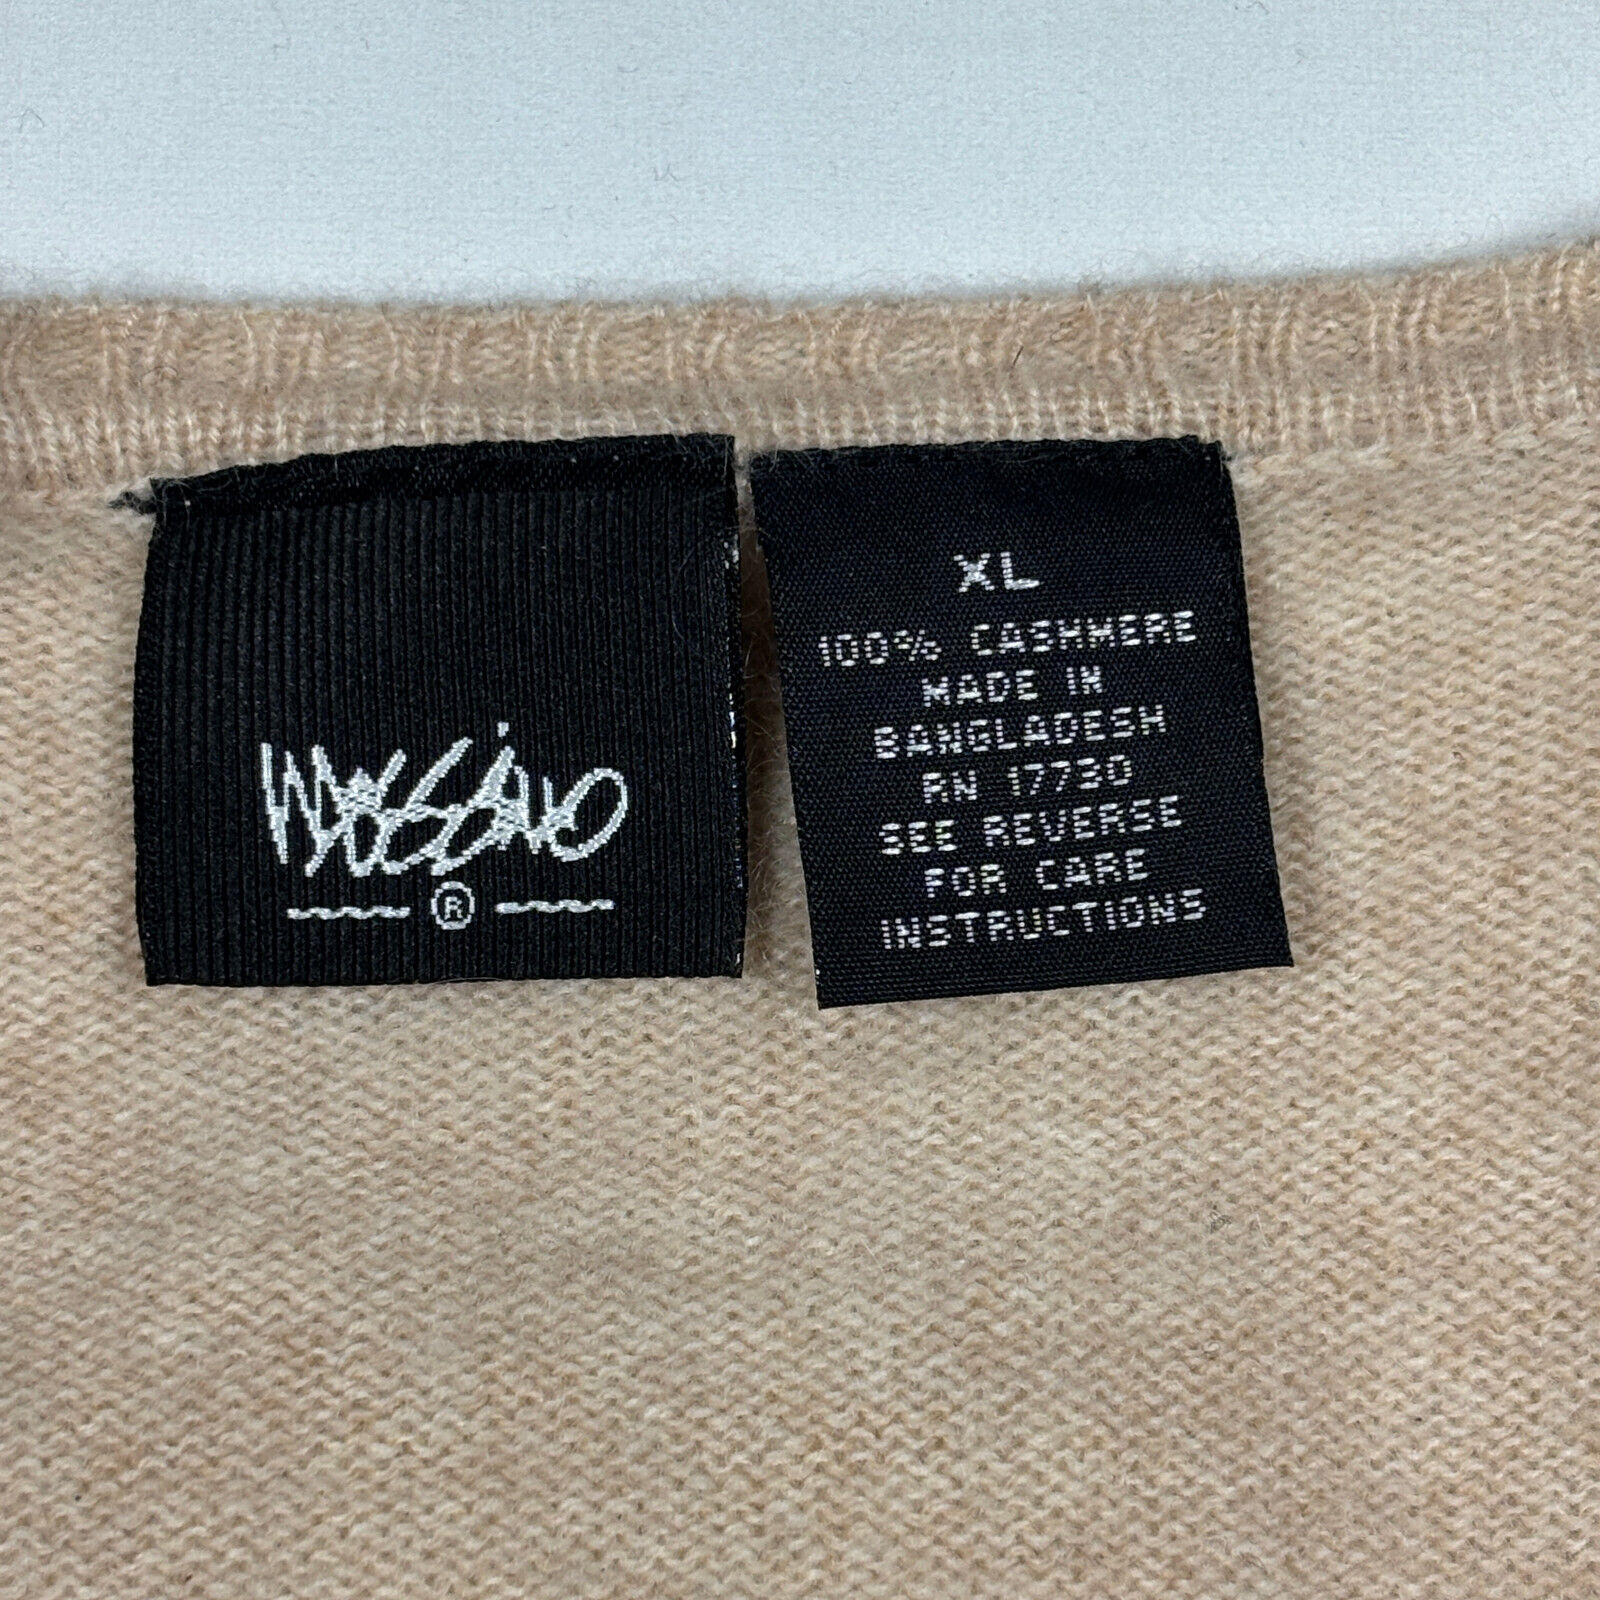 Mossimo
®
XL
100% CASHMERE
MADE IN
BANGLADESH
RN 17730
SEE REVERSE
FOR CARE
INSTRUCTIONS